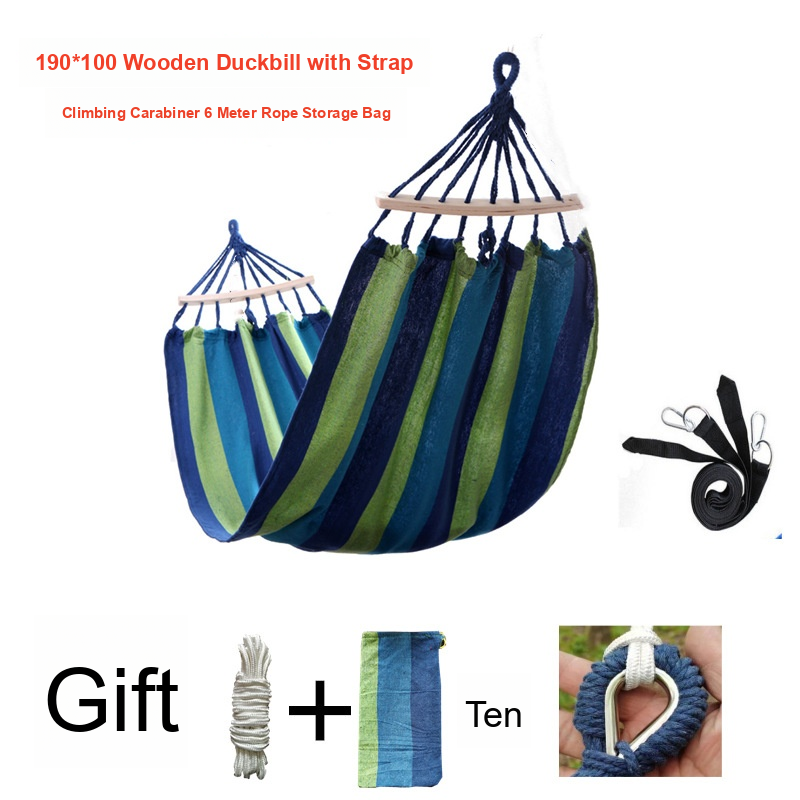 190*100 Wooden Duckbill with Strap
Climbing Carabiner 6 Meter Rope Storage Bag
Gift
+
Ten